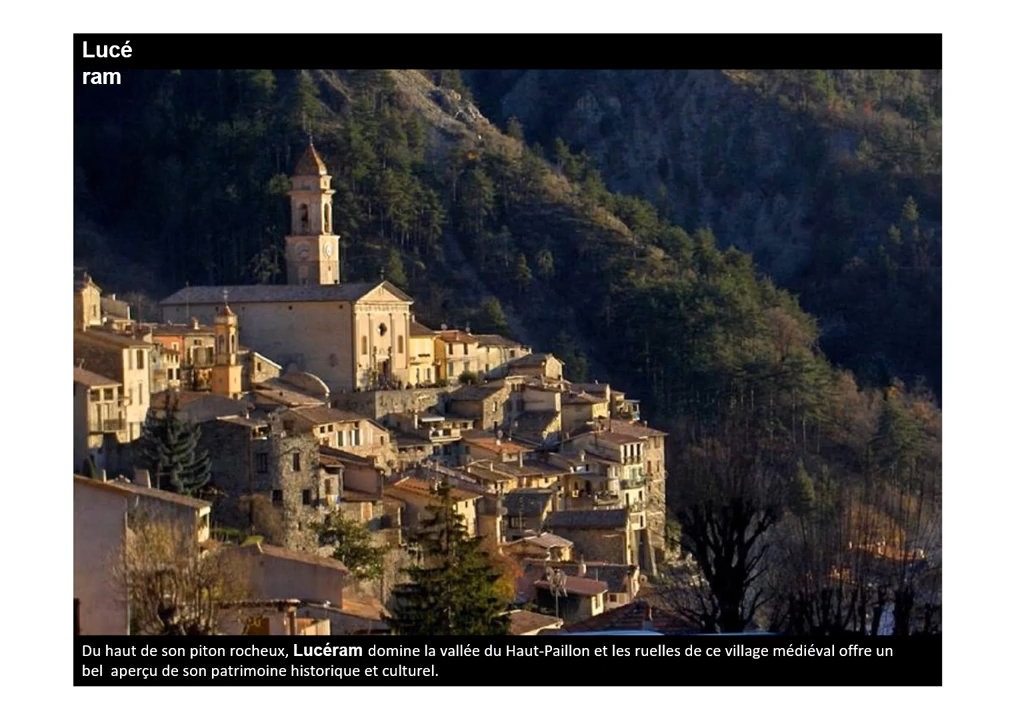 Lucé
ram
Du haut de son piton rocheux, Lucéram domine la vallée du Haut-Paillon et les ruelles de ce village médiéval offre un
bel  aperçu de son patrimoine historique et culturel.